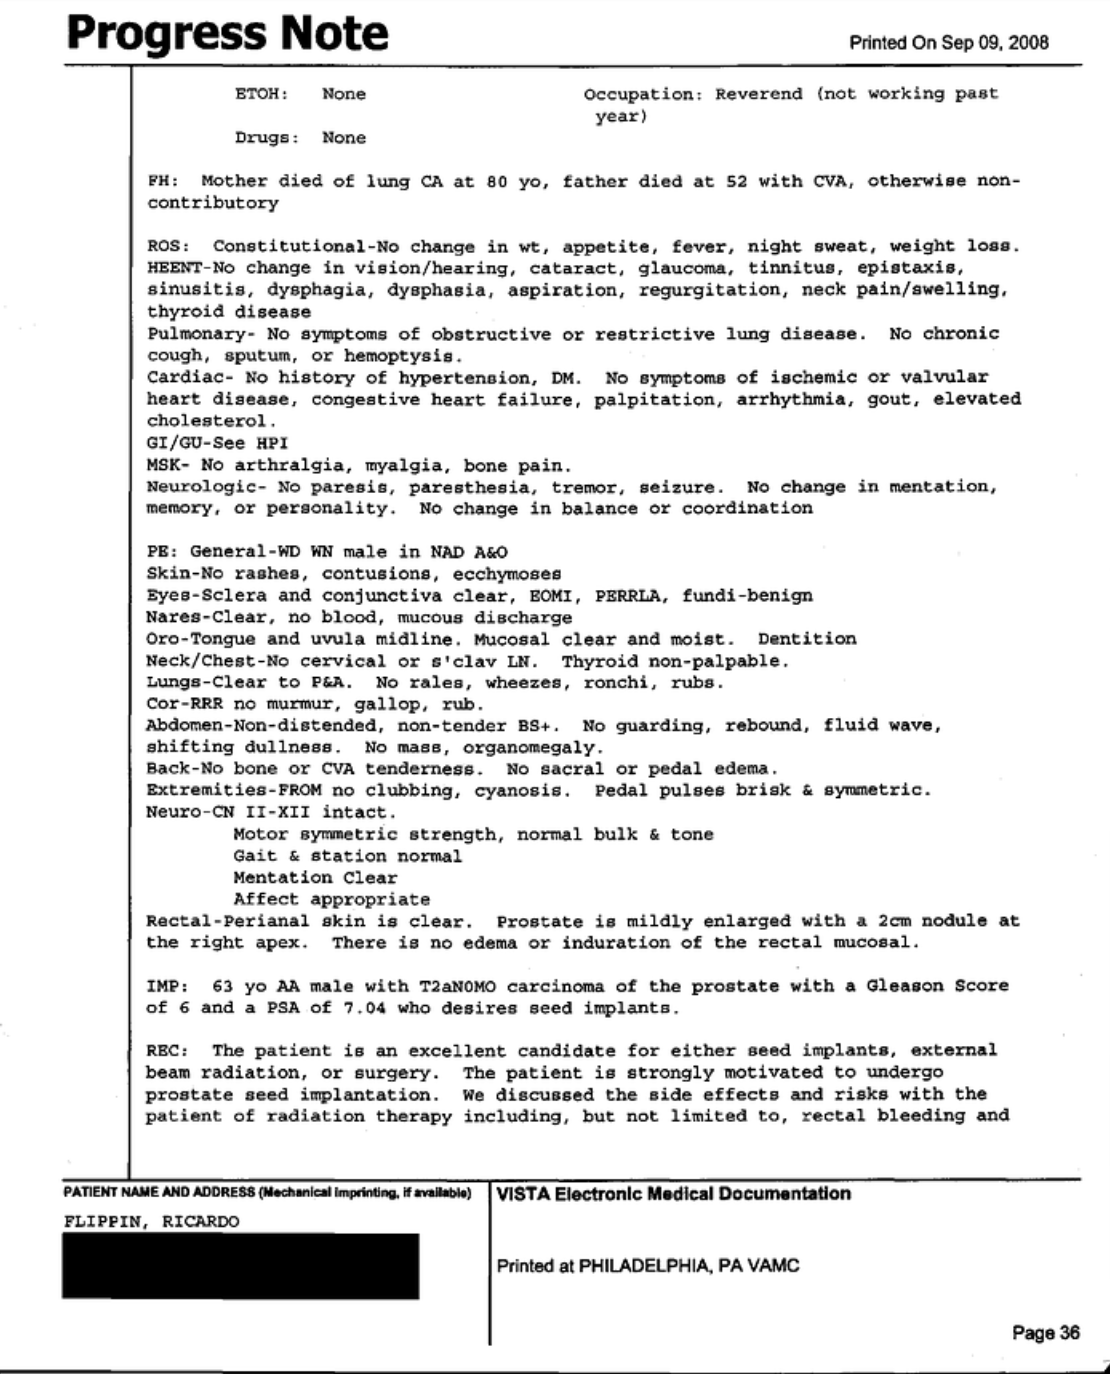 Progress Note
Printed On Sep 09, 2008
ETOH: None
Occupation: Reverend (not working past
year)
Drugs: None
FH: Mother died of lung CA at 80 yo, father died at 52 with CVA, otherwise non-
contributory
ROS: Constitutional-No change in wt, appetite, fever, night sweat, weight loss.
HEENT-No change in vision/hearing, cataract, glaucoma, tinnitus, epistaxis,
sinusitis, dysphagia, dysphasia, aspiration, regurgitation, neck pain/swelling,
thyroid disease
Pulmonary- No symptoms of obstructive or restrictive lung disease. No chronic
cough, sputum, or hemoptysis.
Cardiac- No history of hypertension, DM. No symptoms of ischemic or valvular
heart disease, congestive heart failure, palpitation, arrhythmia, gout, elevated
cholesterol.
GI/GU-See HPI
MSK- No arthralgia, myalgia, bone pain.
Neurologic- No paresis, paresthesia, tremor, seizure. No change in mentation,
memory, or personality. No change in balance or coordination
PE: General-WD WN male in NAD A&O
Skin-No rashes, contusions, ecchymoses
Eyes-Sclera and conjunctiva clear, EOMI, PERRLA, fundi-benign
Nares-Clear, no blood, mucous discharge
Oro-Tongue and uvula midline. Mucosal clear and moist. Dentition
Neck/Chest-No cervical or s'clav LN. Thyroid non-palpable.
Lungs-Clear to P&A. No rales, wheezes, ronchi, rubs.
Cor-RRR no murmur, gallop, rub.
Abdomen-Non-distended, non-tender BS+. No guarding, rebound, fluid wave,
shifting dullness. No mass, organomegaly.
Back-No bone or CVA tenderness. No sacral or pedal edema.
Extremities-FROM no clubbing, cyanosis. Pedal pulses brisk & symmetric.
Neuro-CN II-XII intact.
Motor symmetric strength, normal bulk & tone
Gait & station normal
Mentation Clear
Affect appropriate
Rectal-Perianal skin is clear. Prostate is mildly enlarged with a 2cm nodule at
the right apex. There is no edema or induration of the rectal mucosal.
IMP: 63 yo AA male with T2aN0MO carcinoma of the prostate with a Gleason Score
of 6 and a PSA of 7.04 who desires seed implants.
REC: The patient is an excellent candidate for either seed implants, external
beam radiation, or surgery. The patient is strongly motivated to undergo
prostate seed implantation. We discussed the side effects and risks with the
patient of radiation therapy including, but not limited to, rectal bleeding and
PATIENT NAME AND ADDRESS (Mechanical Imprinting, if available)
VISTA Electronic Medical Documentation
FLIPPIN, RICARDO
Printed at PHILADELPHIA, PA VAMC
Page 36